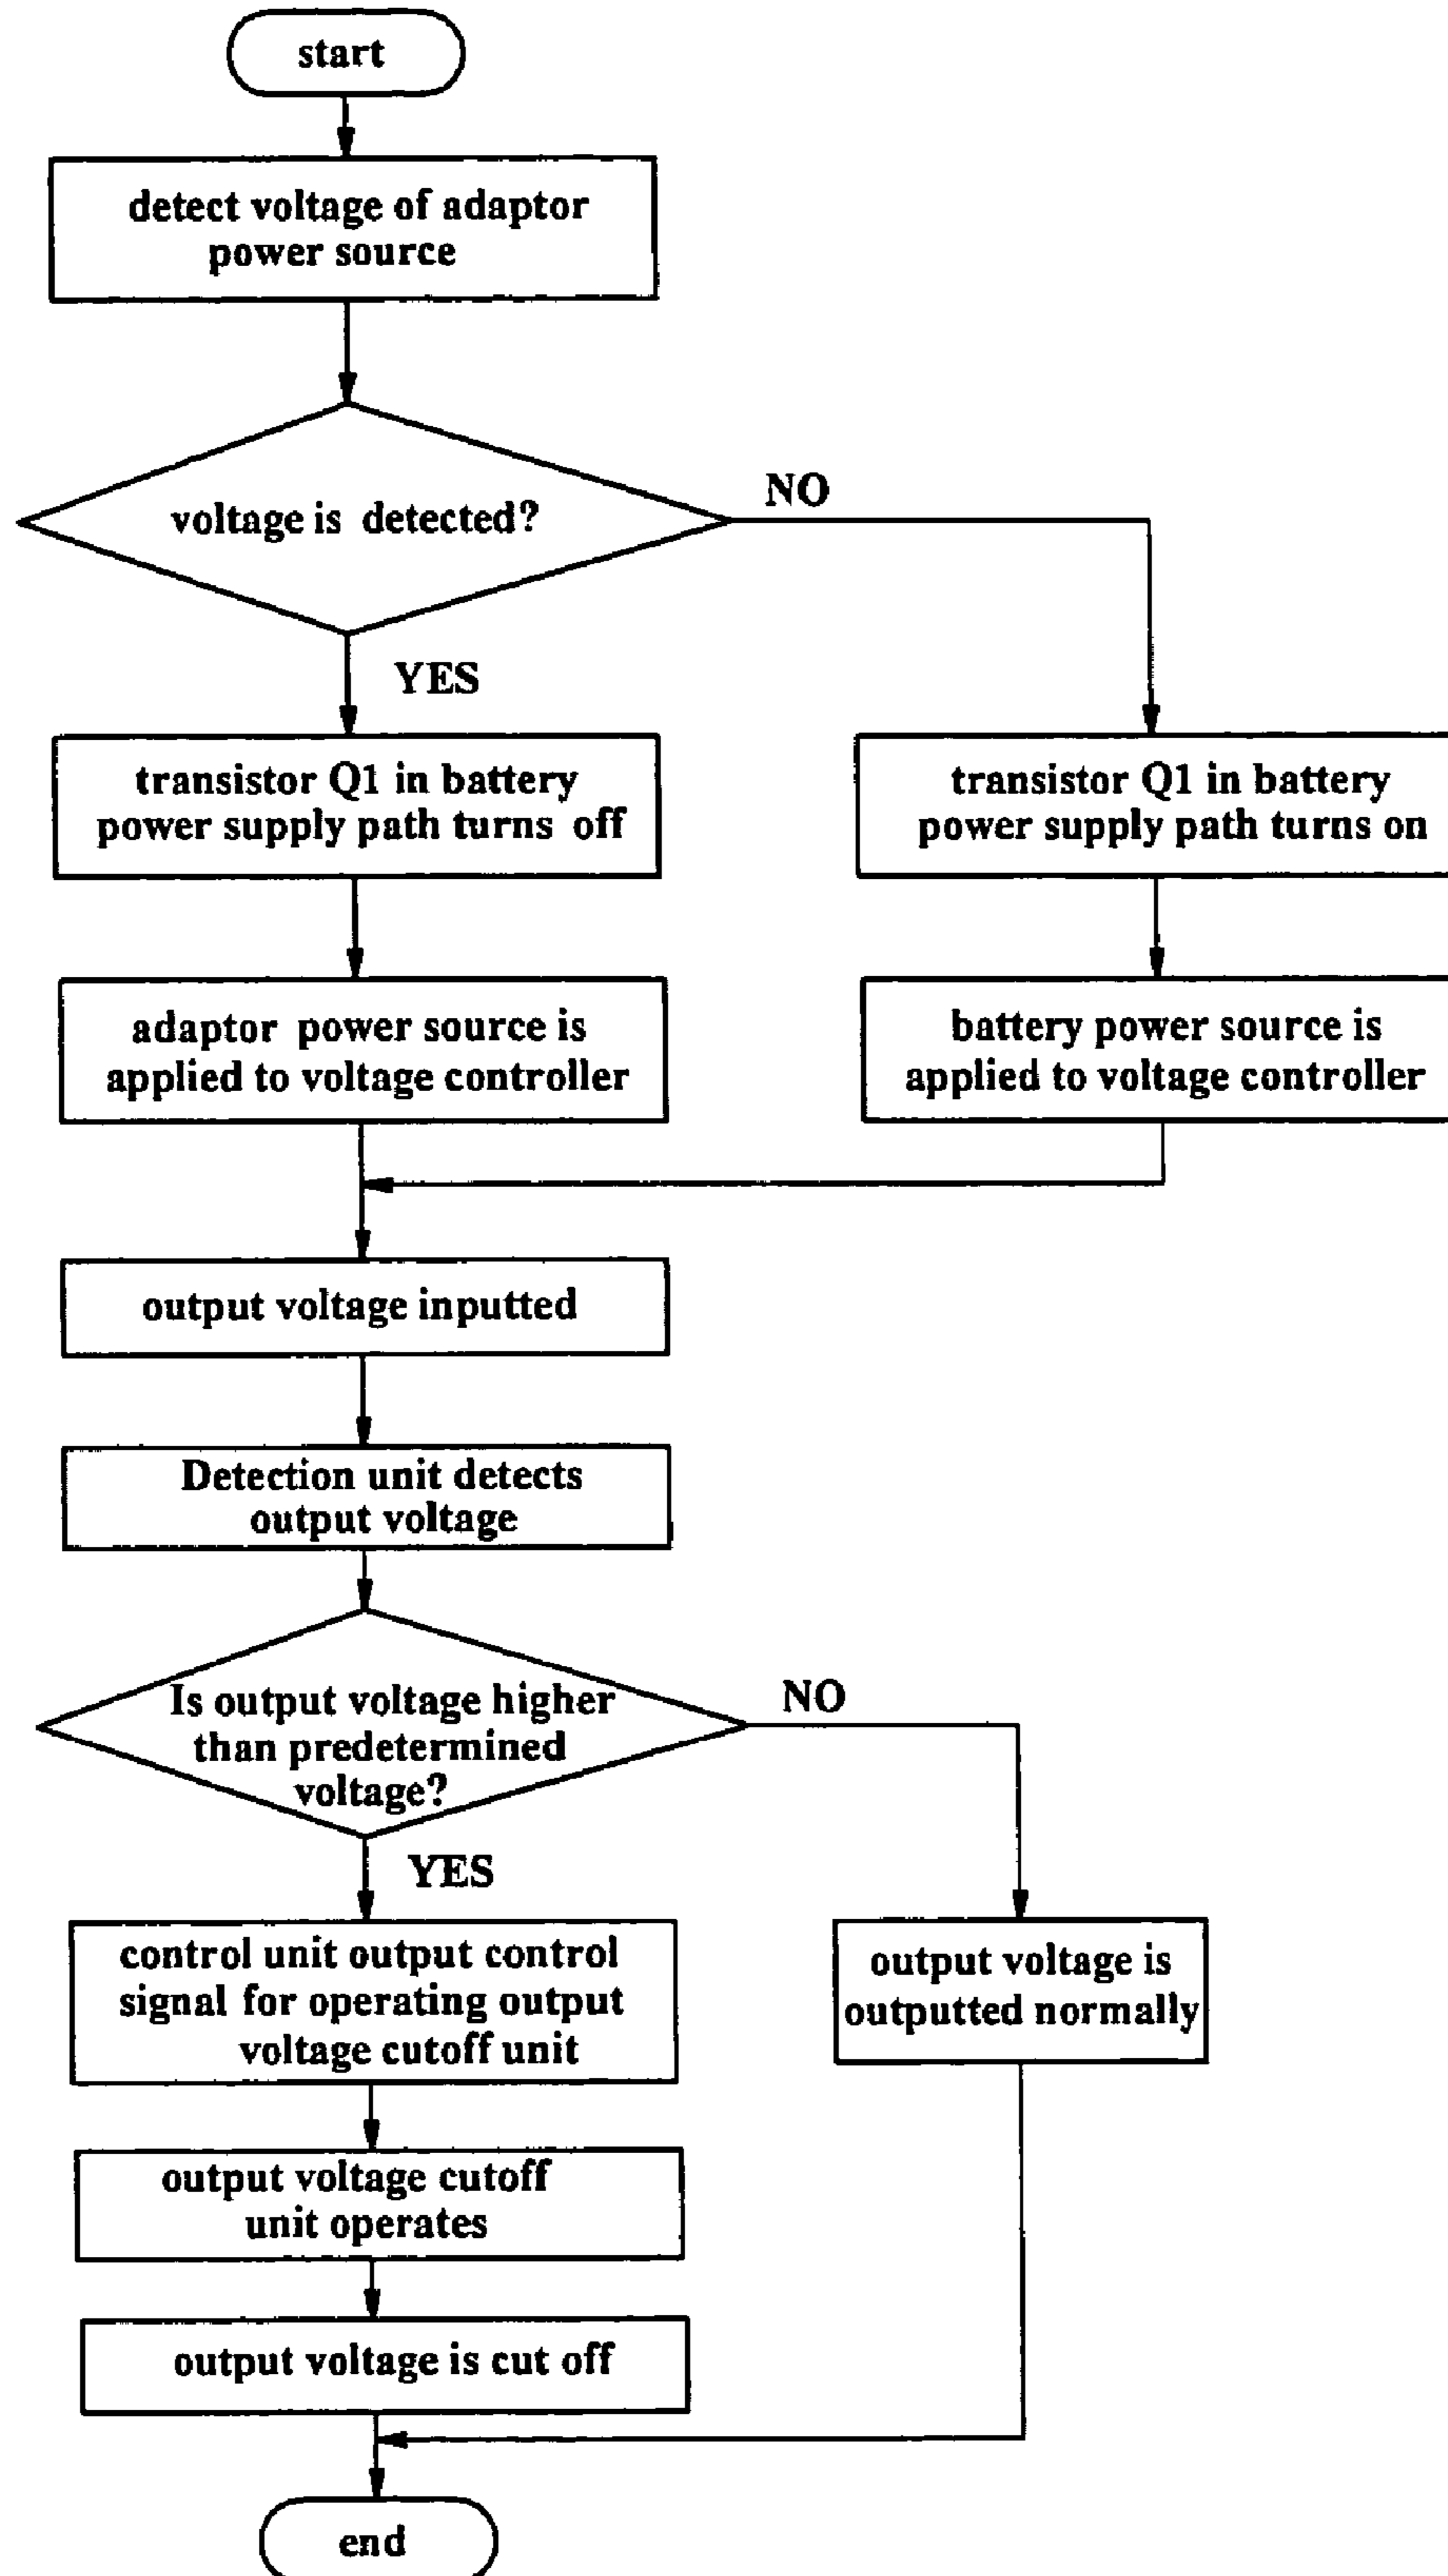 start
detect voltage of adaptor
power source
voltage is detected?
NO
YES
transistor Q1 in battery
power supply path turns off
transistor Q1 in battery
power supply path turns on
adaptor power source is
applied to voltage controller
battery power source is
applied to voltage controller
output voltage inputted
Detection unit detects
output voltage
Is output voltage higher
than predetermined
voltage?
NO
YES
control unit output control
signal for operating output
voltage cutoff unit
output voltage is
outputted normally
output voltage cutoff
unit operates
output voltage is cut off
end